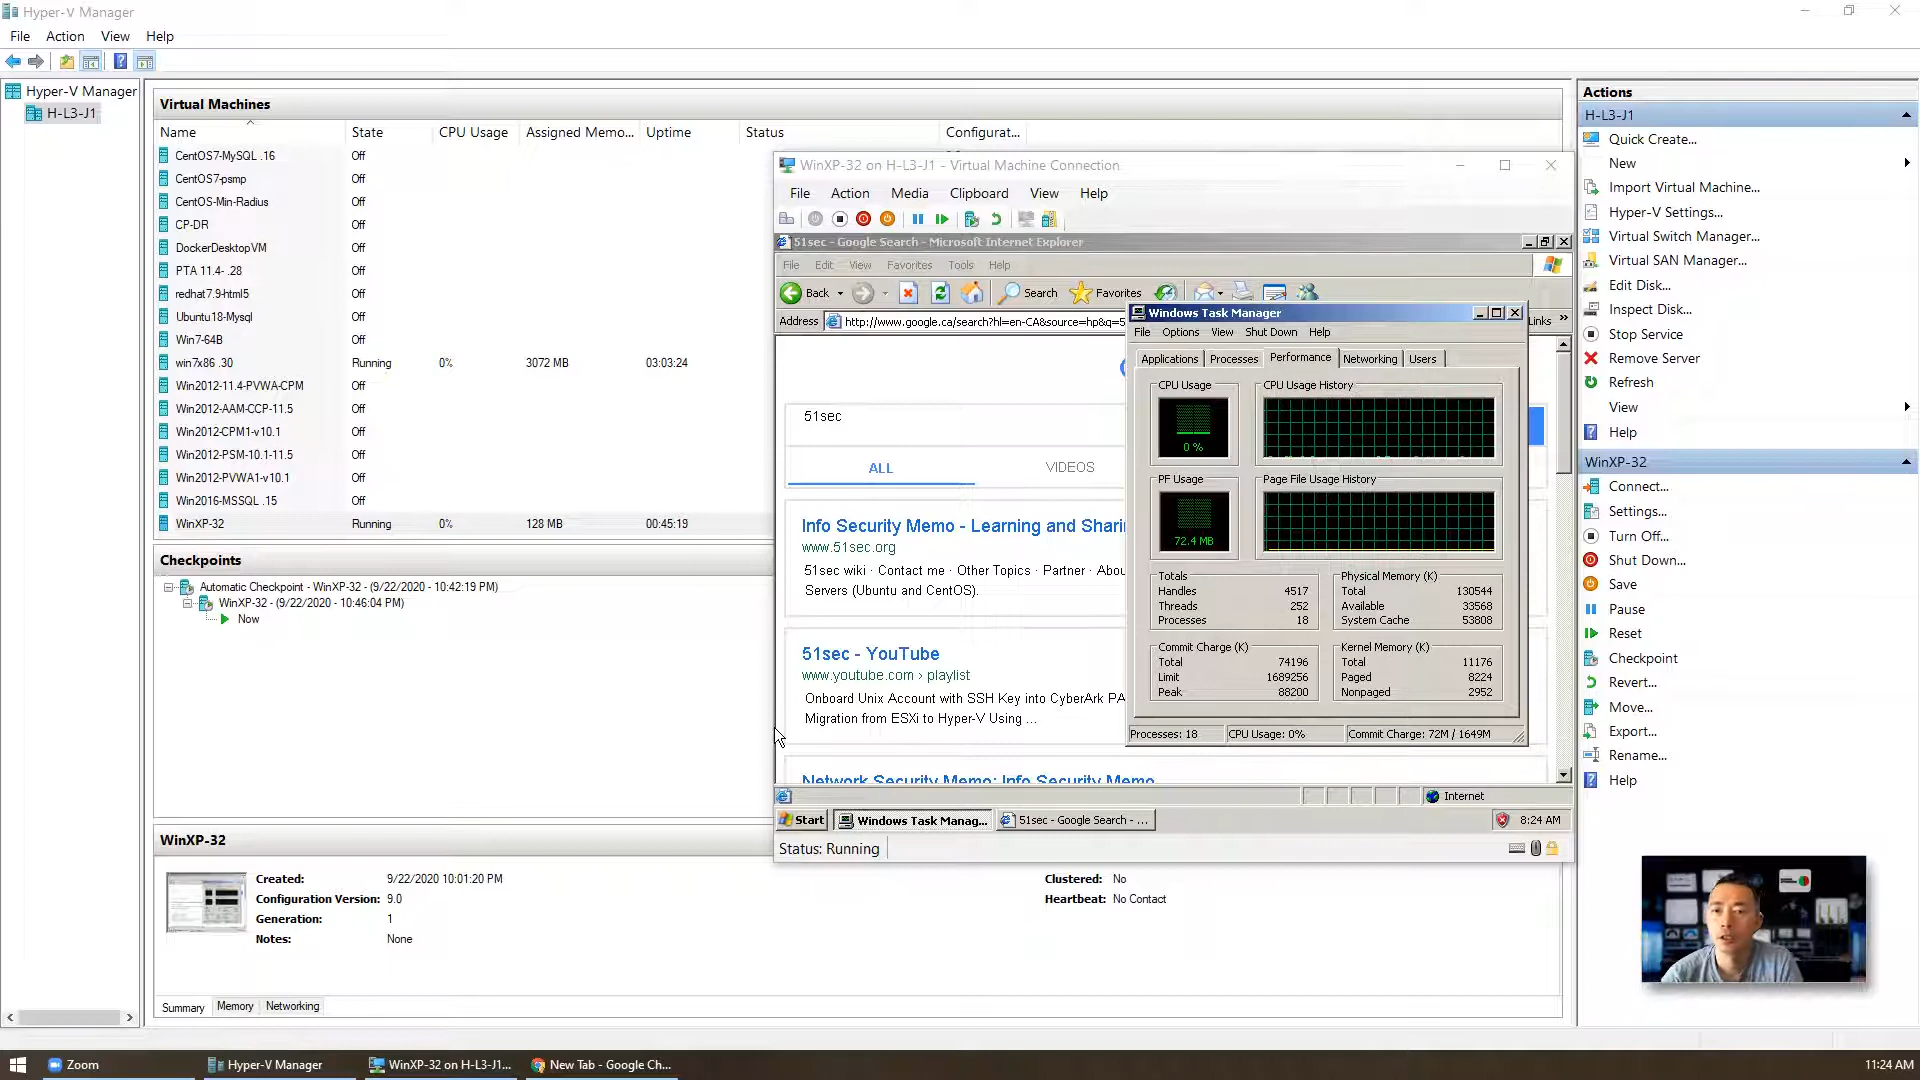 Hyper-V Manager
File Action View Help
Hyper-V Manager
H-L3-J1
Virtual Machines
Name State CPU Usage Assigned Memo... Uptime Status Configurat...
CentOS7-MySQL .16 Off
CentOS7-psmp Off
CentOS-Min-Radius Off
CP-DR Off
DockerDesktopVM Off
PTA 11.4- .28 Off
redhat7.9-html5 Off
Ubuntu18-Mysql Off
Win7-64B Off
win7x86 .30 Running 0% 3072 MB 03:03:24
Win2012-11.4-PVWA-CPM Off
Win2012-AAM-CCP-11.5 Off
Win2012-CPM1-v10.1 Off
Win2012-PSM-10.1-11.5 Off
Win2012-PVWA1-v10.1 Off
Win2016-MSSQL .15 Off
WinXP-32 Running 0% 128 MB 00:45:19
Checkpoints
Automatic Checkpoint - WinXP-32 - (9/22/2020 - 10:42:19 PM)
WinXP-32 - (9/22/2020 - 10:46:04 PM)
Now
WinXP-32
Created: 9/22/2020 10:01:20 PM
Configuration Version: 9.0
Generation: 1
Notes: None
Clustered: No
Heartbeat: No Contact
Summary Memory Networking
WinXP-32 on H-L3-J1 - Virtual Machine Connection
File Action Media Clipboard View Help
51sec - Google Search - Microsoft Internet Explorer
File Edit View Favorites Tools Help
Back Search Favorites
Address http://www.google.ca/search?hl=en-CA&source=hp&q=5 Links »
51sec
ALL VIDEOS
Info Security Memo - Learning and Shari
www.51sec.org
51sec wiki · Contact me · Other Topics · Partner · Abou
Servers (Ubuntu and CentOS).
51sec - YouTube
www.youtube.com › playlist
Onboard Unix Account with SSH Key into CyberArk PA
Migration from ESXi to Hyper-V Using ...
Network Security Memo: Info Security Memo
Internet
Windows Task Manager
File Options View Shut Down Help
Applications Processes Performance Networking Users
CPU Usage CPU Usage History
0 %
PF Usage Page File Usage History
72.4 MB
Totals
Handles 4517
Threads 252
Processes 18
Physical Memory (K)
Total 130544
Available 33568
System Cache 53808
Commit Charge (K)
Total 74196
Limit 1689256
Peak 88200
Kernel Memory (K)
Total 11176
Paged 8224
Nonpaged 2952
Processes: 18 CPU Usage: 0% Commit Charge: 72M / 1649M
Start Windows Task Manag... 51sec - Google Search - ... 8:24 AM
Status: Running
Actions
H-L3-J1
Quick Create...
New
Import Virtual Machine...
Hyper-V Settings...
Virtual Switch Manager...
Virtual SAN Manager...
Edit Disk...
Inspect Disk...
Stop Service
Remove Server
Refresh
View
Help
WinXP-32
Connect...
Settings...
Turn Off...
Shut Down...
Save
Pause
Reset
Checkpoint
Revert...
Move...
Export...
Rename...
Help
Zoom Hyper-V Manager WinXP-32 on H-L3-J1... New Tab - Google Ch... 11:24 AM